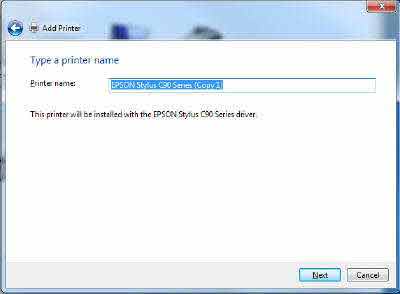 Add Printer
Type a printer name
Printer name: EPSON Stylus C90 Series (Copy 1)
This printer will be installed with the EPSON Stylus C90 Series driver.
Next Cancel